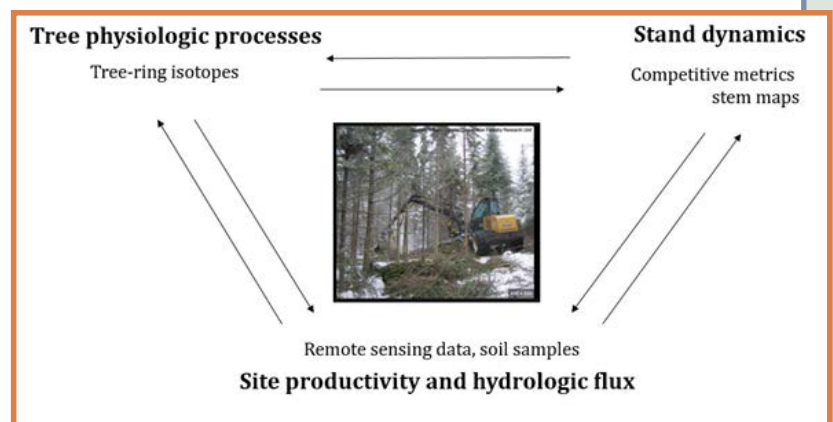 Tree physiologic processes
Tree-ring isotopes
Stand dynamics
Competitive metrics
stem maps
Remote sensing data, soil samples
Site productivity and hydrologic flux